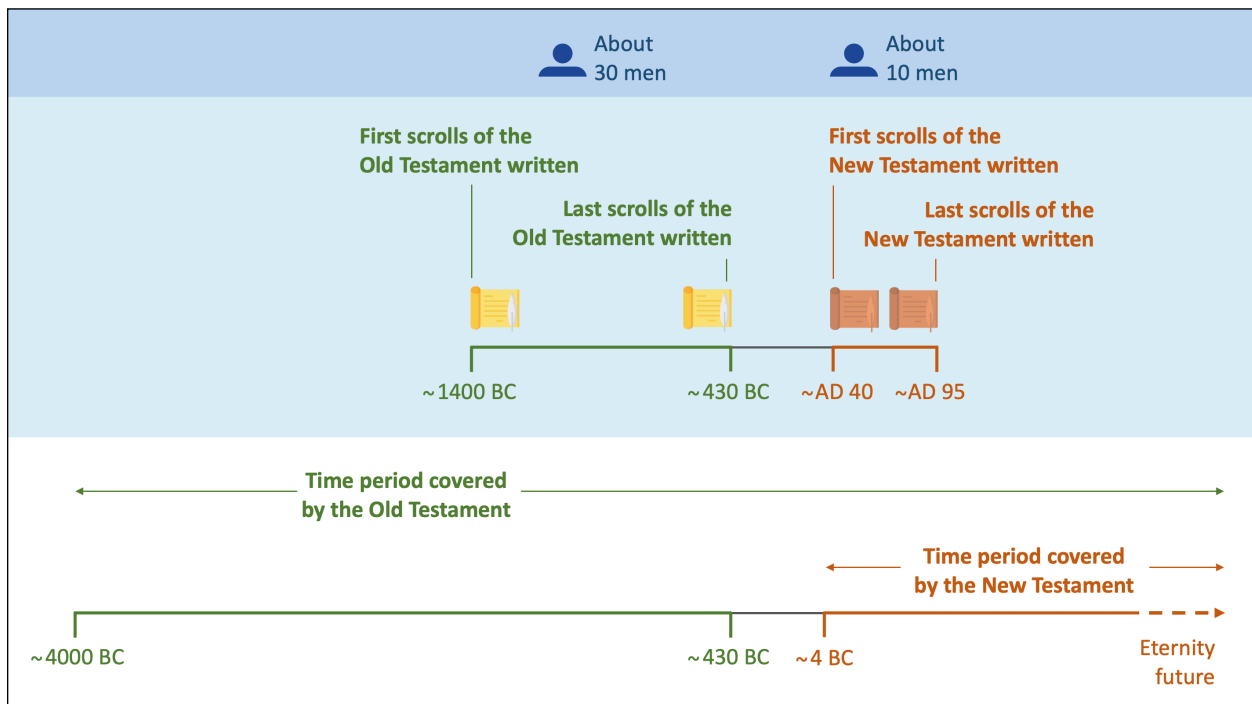 About
30 men
About
10 men
First scrolls of the
Old Testament written
First scrolls of the
New Testament written
Last scrolls of the
Old Testament written
Last scrolls of the
New Testament written
~1400 BC
~430 BC
~AD 40
~AD 95
Time period covered
by the Old Testament
Time period covered
by the New Testament
~4000 BC
~430 BC
~4 BC
Eternity
future